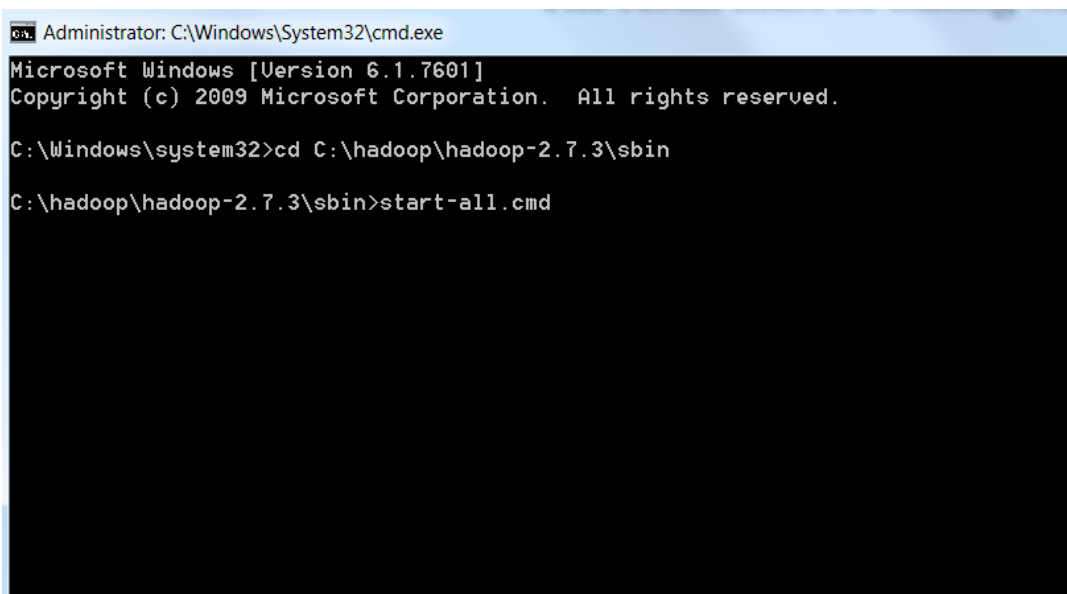 Administrator: C:\Windows\System32\cmd.exe
Microsoft Windows [Version 6.1.7601]
Copyright (c) 2009 Microsoft Corporation.  All rights reserved.
C:\Windows\system32>cd C:\hadoop\hadoop-2.7.3\sbin
C:\hadoop\hadoop-2.7.3\sbin>start-all.cmd